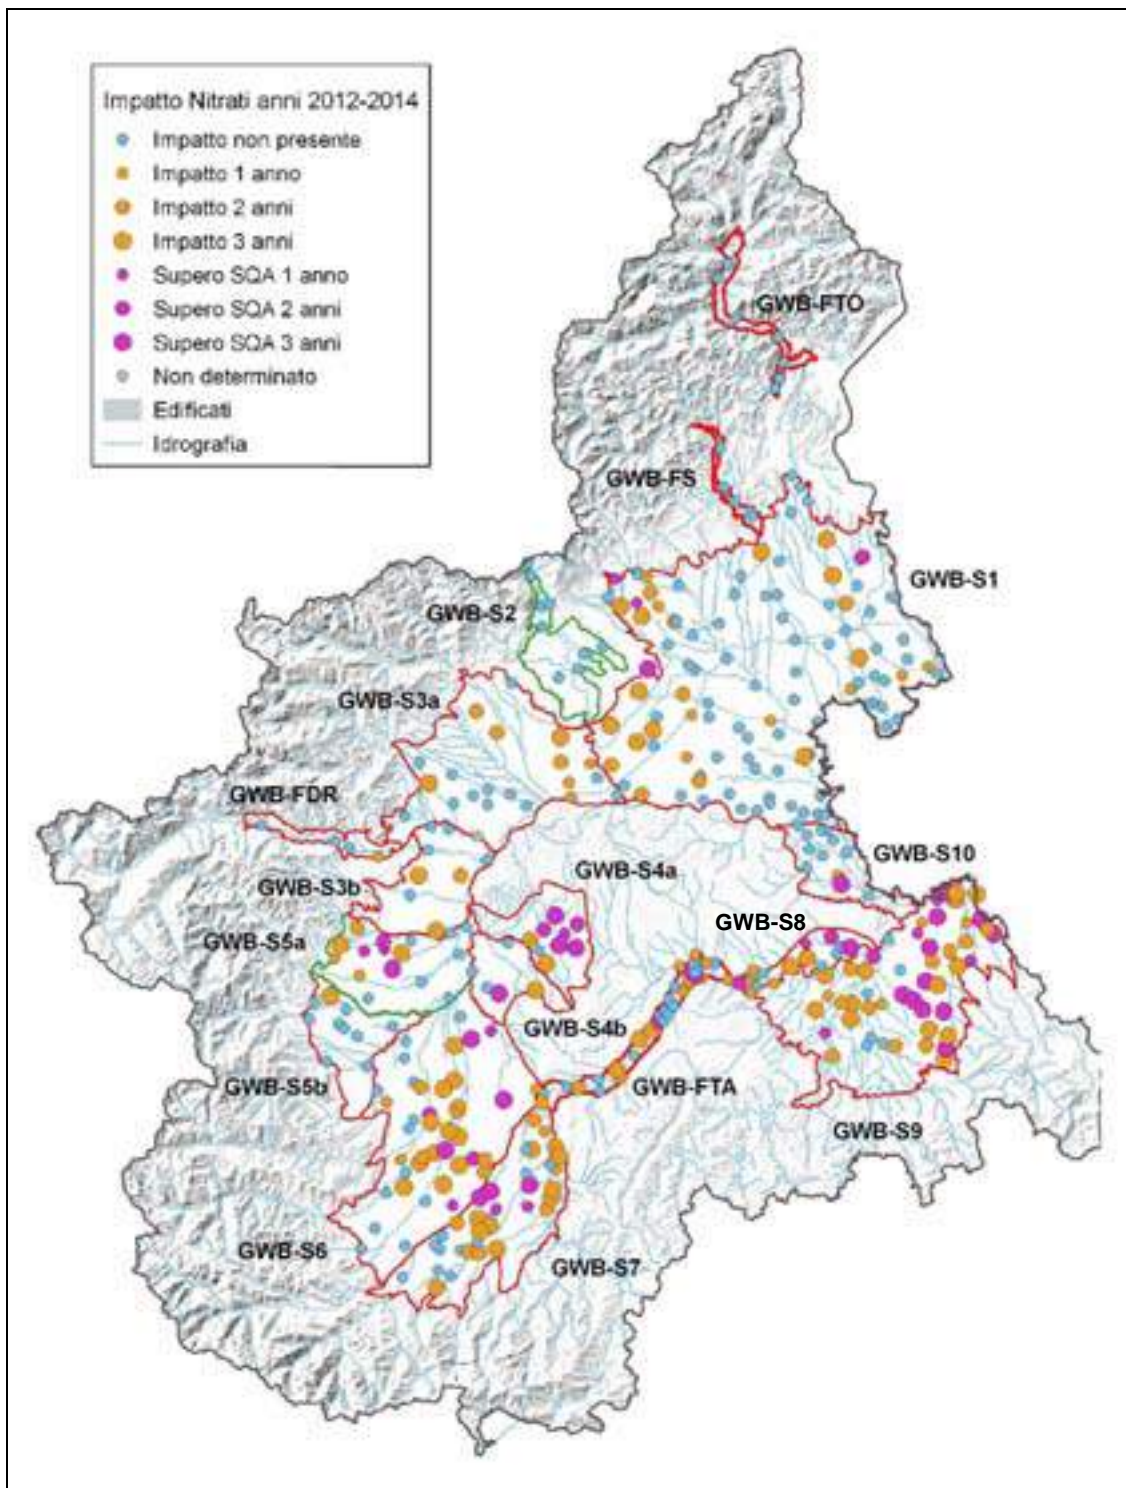 Impatto Nitrati anni 2012-2014
Impatto non presente
Impatto 1 anno
Impatto 2 anni
Impatto 3 anni
Supero SQA 1 anno
Supero SQA 2 anni
Supero SQA 3 anni
Non determinato
Edificati
Idrografia
GWB-FTO
GWB-FS
GWB-S1
GWB-S2
GWB-S3a
GWB-FDR
GWB-S10
GWB-S4a
GWB-S3b
GWB-S8
GWB-S5a
GWB-S4b
GWB-S5b
GWB-FTA
GWB-S9
GWB-S6
GWB-S7